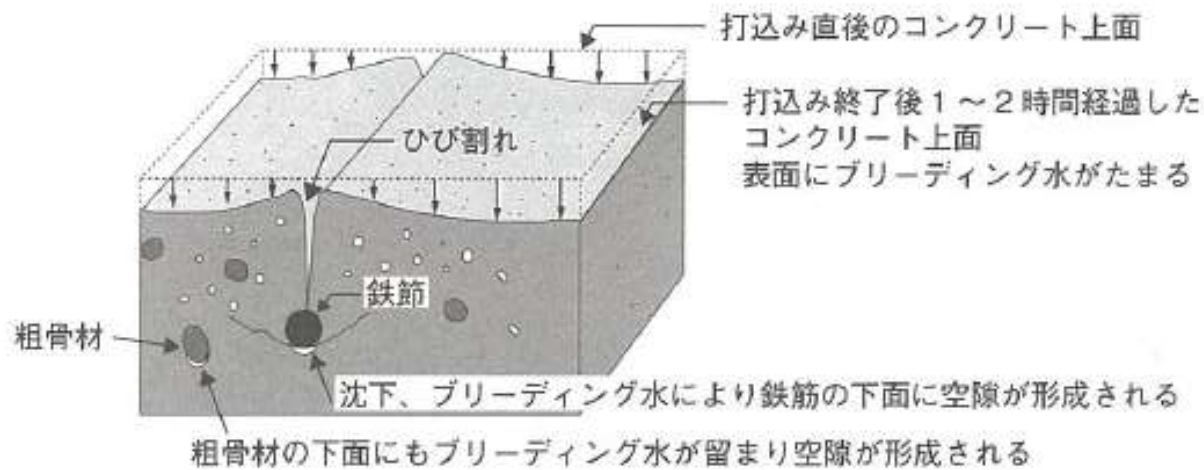 打込み直後のコンクリート上面
打込み終了後１～２時間経過した
コンクリート上面
表面にブリーディング水がたまる
ひび割れ
鉄節
粗骨材
沈下、ブリーディング水により鉄筋の下面に空隙が形成される
粗骨材の下面にもブリーディング水が留まり空隙が形成される